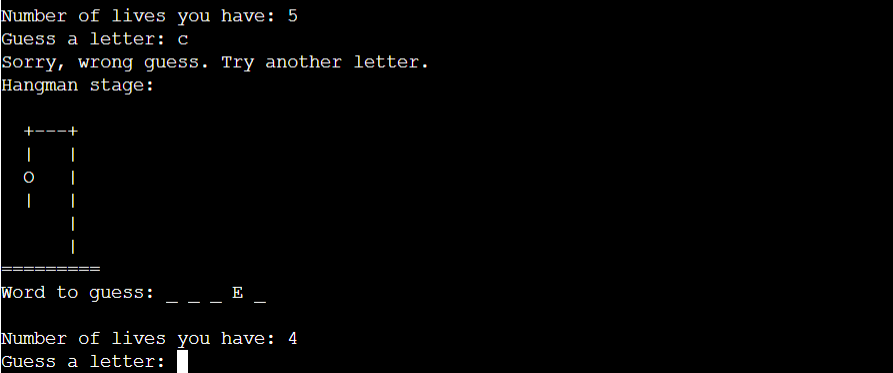 Number of lives you have: 5
Guess a letter: c
Sorry, wrong guess. Try another letter.
Hangman stage:

  +---+
  |   |
  O   |
  |   |
      |
      |
=========
Word to guess: _ _ _ E _

Number of lives you have: 4
Guess a letter: